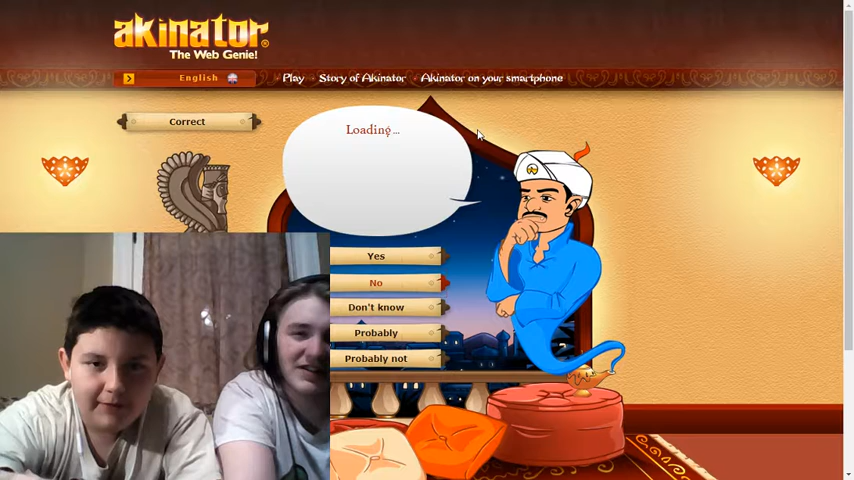 akinator®
The Web Genie!
English
Play
Story of Akinator
Akinator on your smartphone
Correct
Loading ...
Yes
No
Don't know
Probably
Probably not